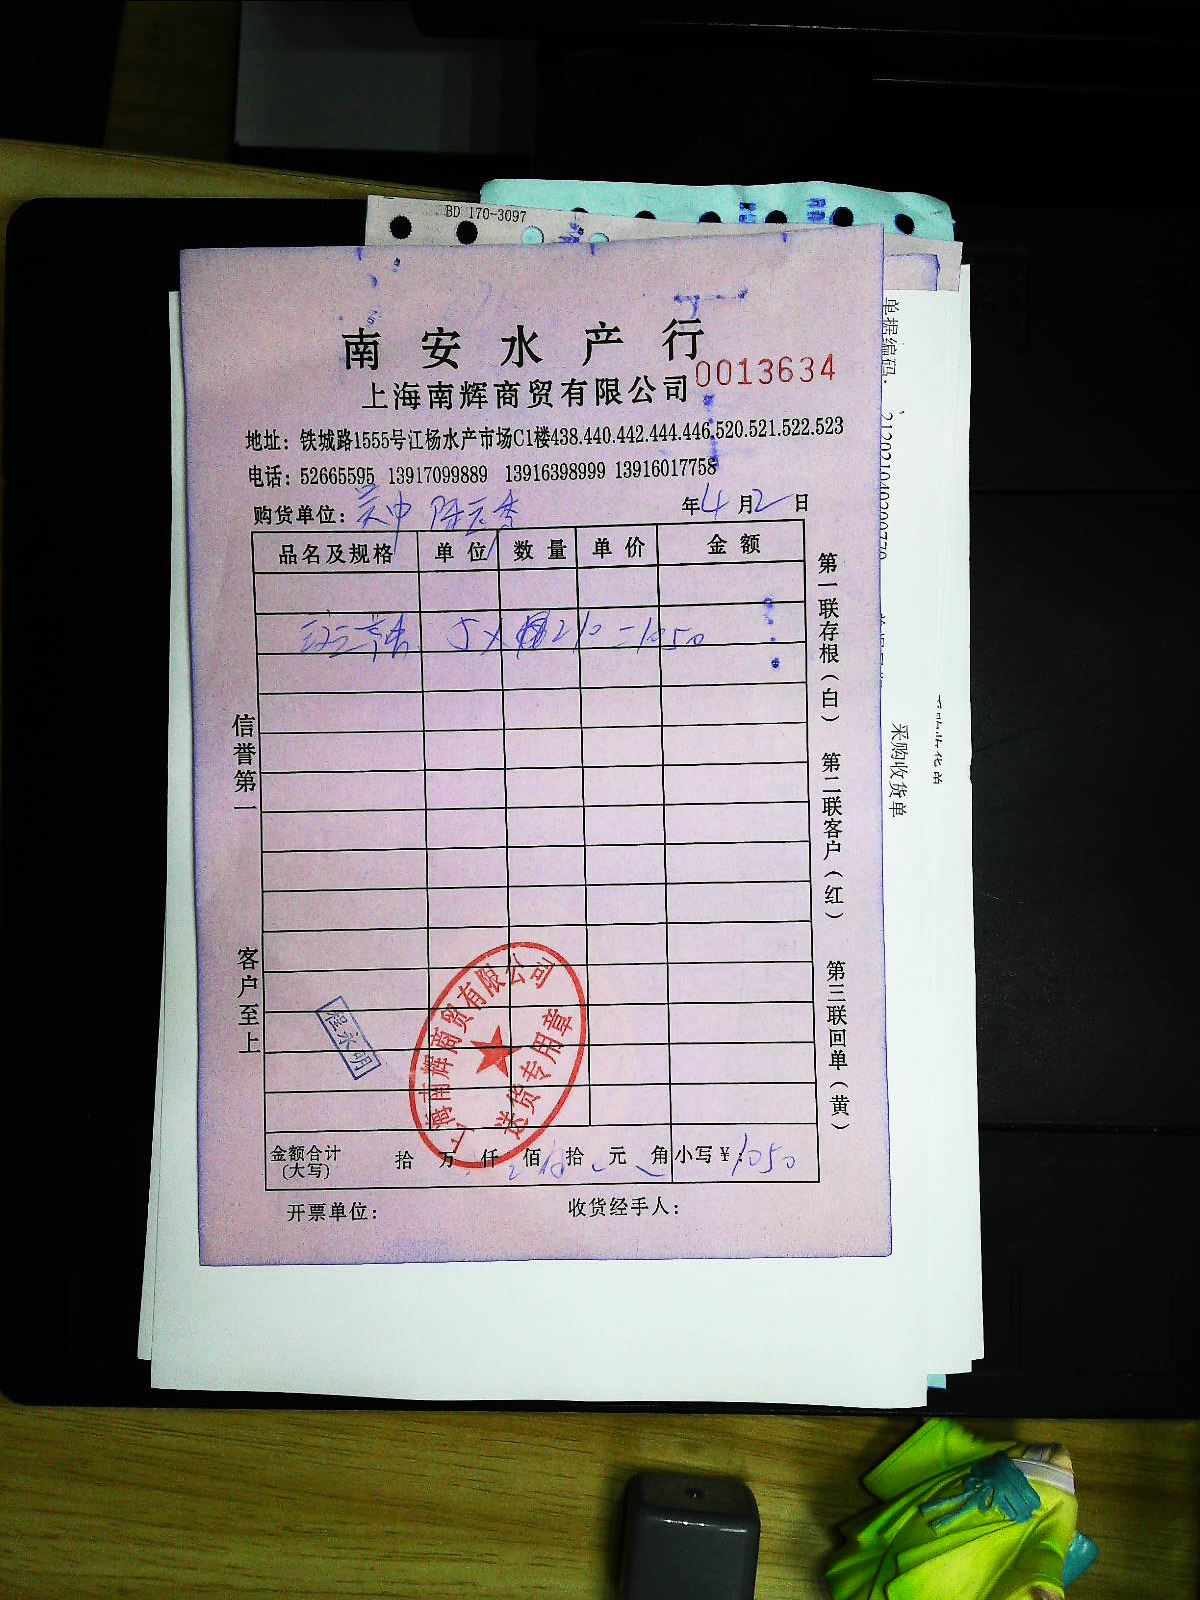 BD 170-3097
南安水产行
上海南辉商贸有限公司 0013634
地址：铁城路1555号江杨水产市场C1楼438.440.442.444.446.520.521.522.523
电话：52665595 13917099889 13916398999 13916017758
购货单位： 年4月2日
品名及规格 单位 数量 单价 金额
5 x 210 = 1050
信誉第一
客户至上
第一联存根（白） 第二联客户（红） 第三联回单（黄）
程永明
上海南辉商贸有限公司
送货专用章
金额合计(大写) 拾 万 仟 佰 拾 元 角 小写￥：1050
开票单位： 收货经手人：
单据编码：
采购收货单